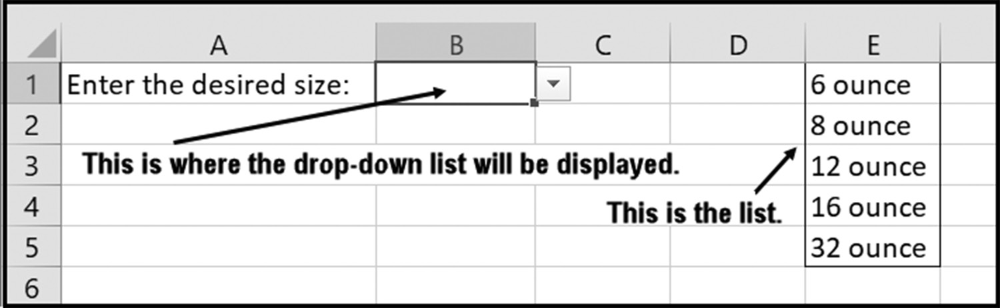 A B C D E
1 Enter the desired size: 6 ounce
2 8 ounce
3 This is where the drop-down list will be displayed. 12 ounce
4 This is the list. 16 ounce
5 32 ounce
6